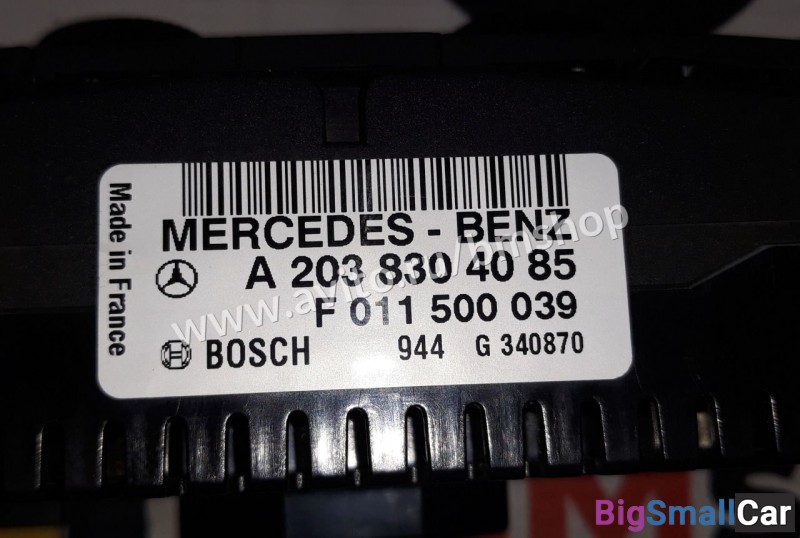 Made in France
MERCEDES - BENZ
A 203 830 40 85
F 011 500 039
BOSCH 944 G 340870
BigSmallCar